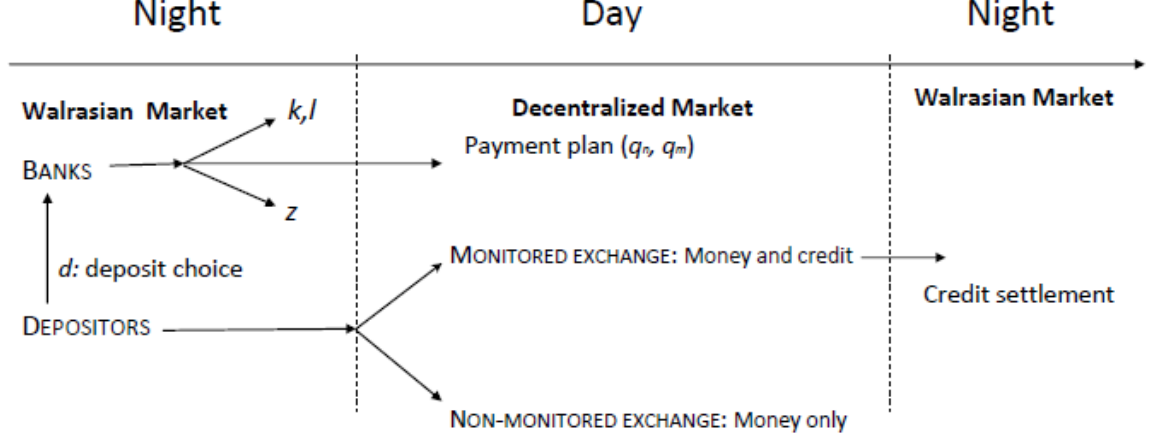 Night Day Night
Walrasian Market
k,l
Decentralized Market
Walrasian Market
Payment plan (qn, qm)
BANKS
z
d: deposit choice
MONITORED EXCHANGE: Money and credit
Credit settlement
DEPOSITORS
NON-MONITORED EXCHANGE: Money only